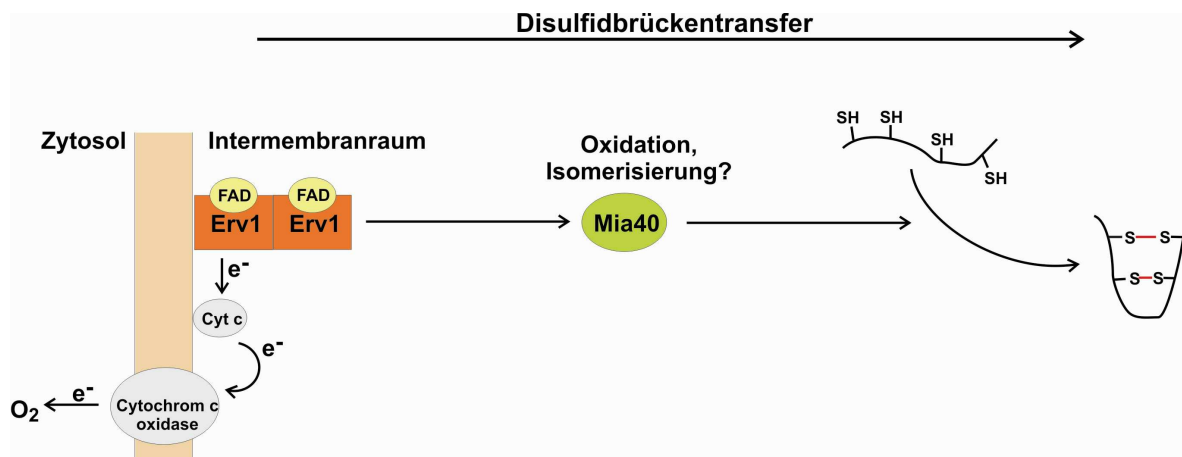 Disulfidbrückentransfer
Zytosol
Intermembranraum
Oxidation,
Isomerisierung?
SH
SH
SH
SH
FAD
FAD
Erv1
Erv1
Mia40
S
S
S
S
e-
Cyt c
e-
Cytochrom c
oxidase
e-
O2